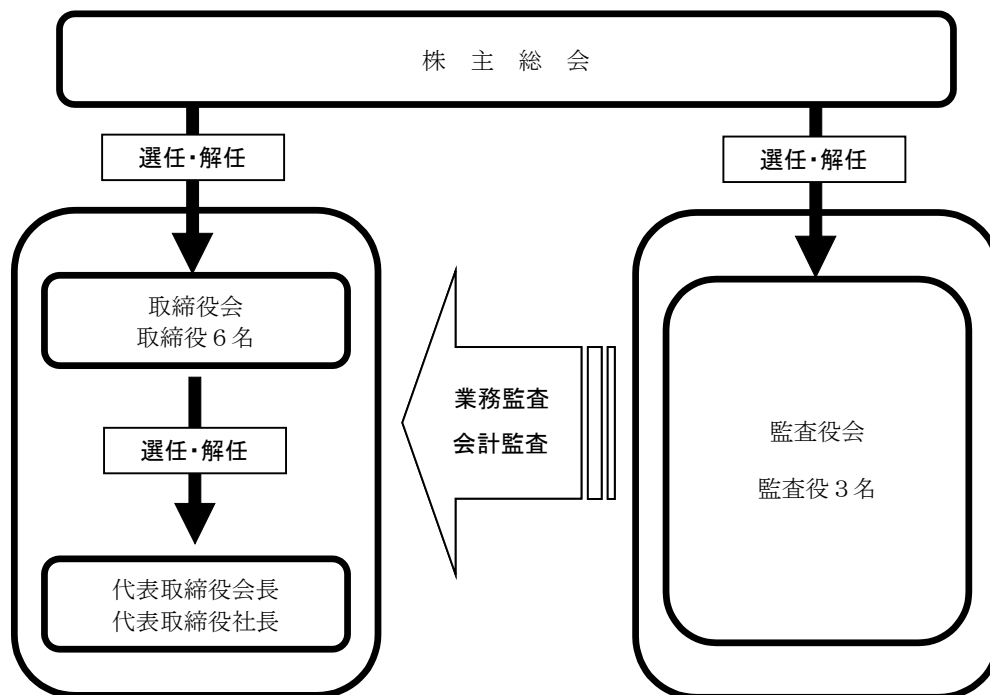 株　主　総　会
選任・解任
選任・解任
取締役会
取締役６名
選任・解任
代表取締役会長
代表取締役社長
業務監査
会計監査
監査役会
監査役３名